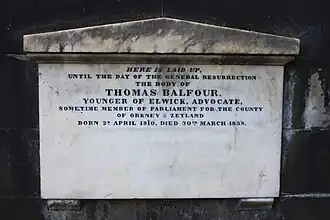 HERE IS LAID UP,
UNTIL THE DAY OF THE GENERAL RESURRECTION
THE BODY OF
THOMAS BALFOUR,
YOUNGER OF ELWICK, ADVOCATE,
SOMETIME MEMBER OF PARLIAMENT FOR THE COUNTY
OF ORKNEY & ZETLAND
BORN 2D APRIL 1810, DIED 30TH MARCH 1838.